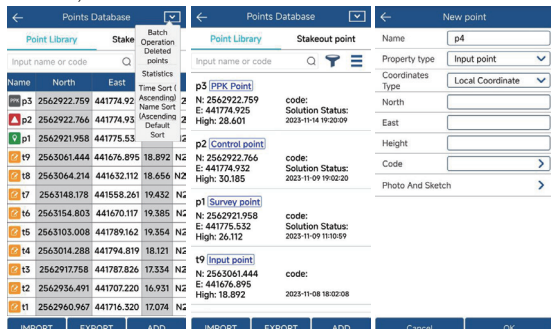 Points Database
Point Library
Stake
Input name or code
Batch
Operation
Deleted
points
Statistics
Time Sort (
Ascending)
Name Sort
(Ascending
Default
Sort
Name North East
PPK p3 2562922.759 441774.92
p2 2562922.766 441774.93
p1 2562921.958 441775.53
t9 2563061.444 441676.895 18.892 N2
t8 2563064.214 441632.112 18.656 N2
t7 2563148.178 441558.261 19.432 N2
t6 2563154.803 441670.117 19.385 N2
t5 2563103.008 441789.162 19.354 N2
t4 2563014.288 441794.819 18.121 N2
t3 2562917.758 441787.826 17.334 N2
t2 2562936.491 441707.220 16.931 N2
t1 2562960.967 441716.320 17.074 N2
IMPORT EXPORT ADD
Points Database
Point Library Stakeout point
Input name or code
p3 PPK Point
N: 2562922.759 code:
E: 441774.925 Solution Status:
High: 28.601 2023-11-14 19:20:09
p2 Control point
N: 2562922.766 code:
E: 441774.932 Solution Status:
High: 30.185 2023-11-09 19:02:20
p1 Survey point
N: 2562921.958 code:
E: 441775.532 Solution Status:
High: 26.112 2023-11-09 11:10:59
t9 Input point
N: 2563061.444 code:
E: 441676.895
High: 18.892 2023-11-08 18:02:08
IMPORT EXPORT ADD
New point
Name p4
Property type Input point
Coordinates
Type Local Coordinate
North
East
Height
Code
Photo And Sketch
Cancel OK